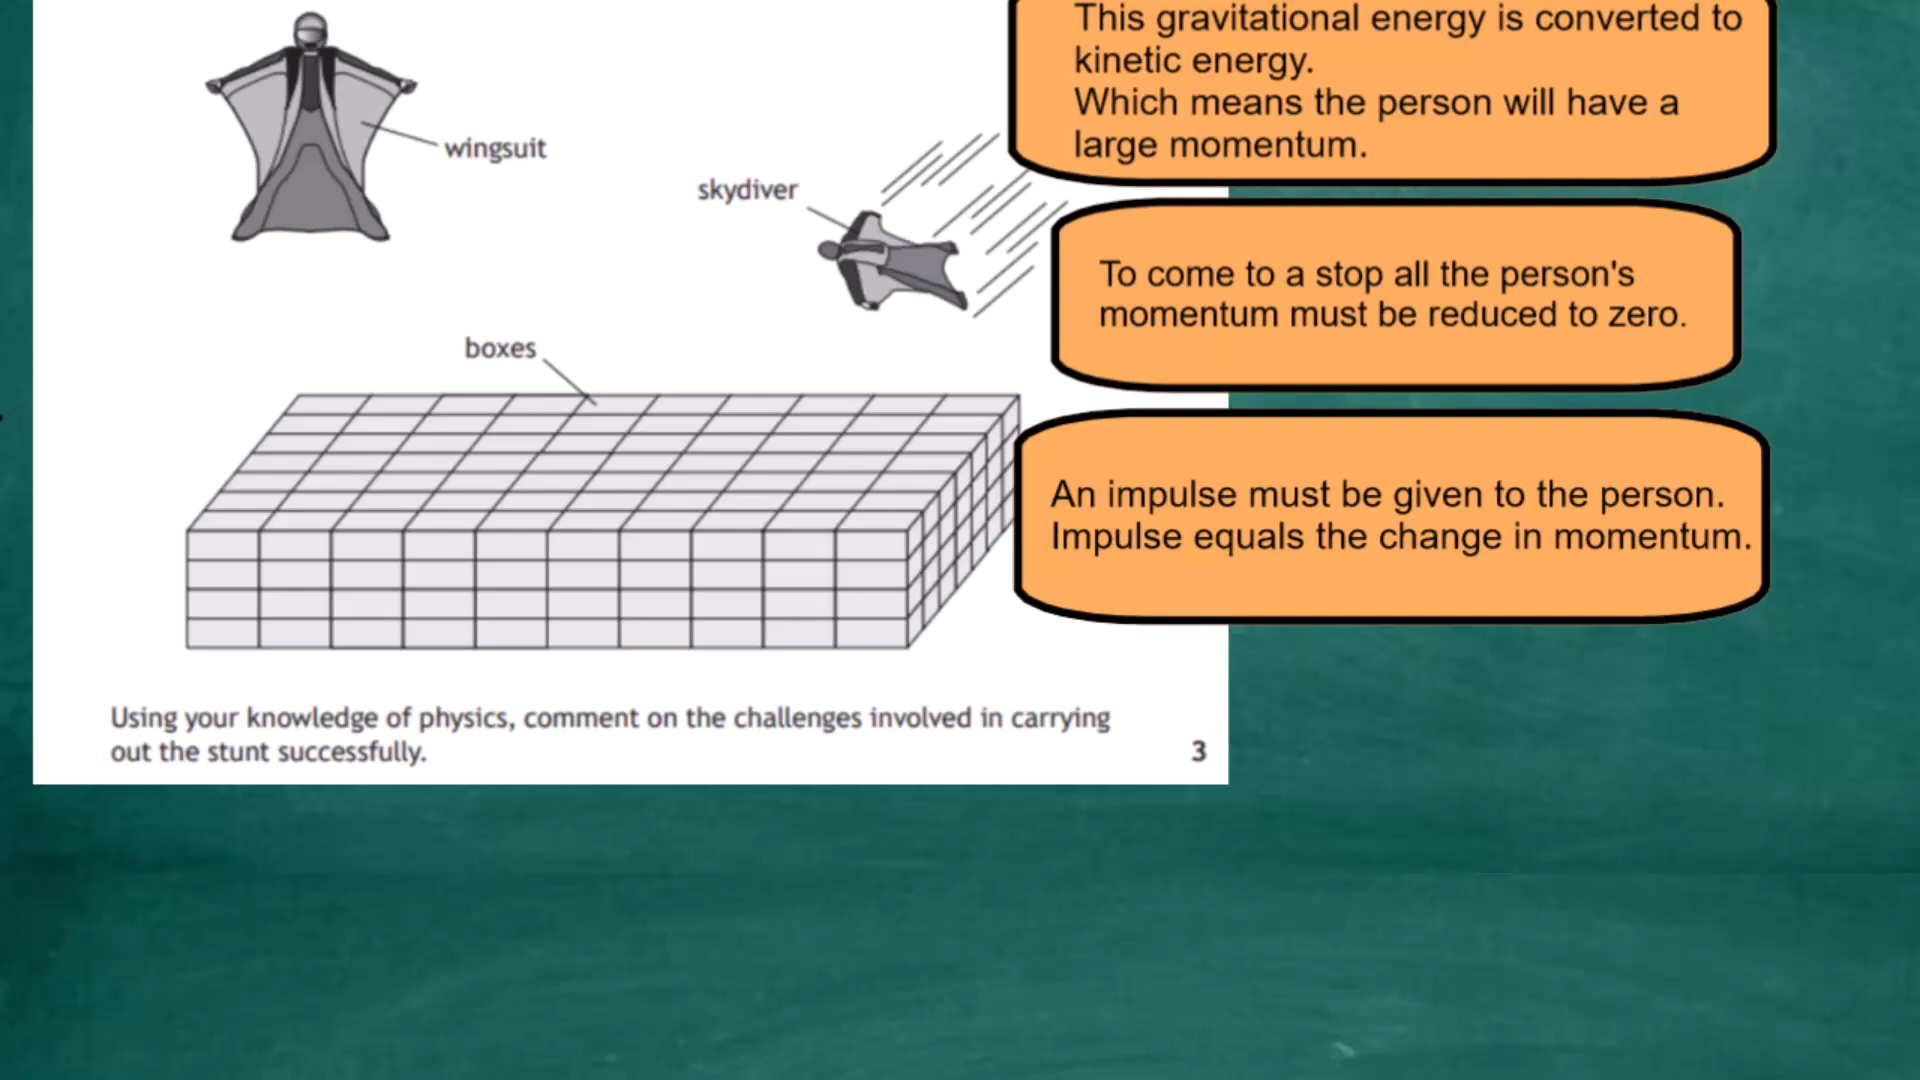 This gravitational energy is converted to
kinetic energy.
Which means the person will have a
large momentum.
wingsuit
skydiver
To come to a stop all the person's
momentum must be reduced to zero.
boxes
An impulse must be given to the person.
Impulse equals the change in momentum.
Using your knowledge of physics, comment on the challenges involved in carrying
out the stunt successfully.
3